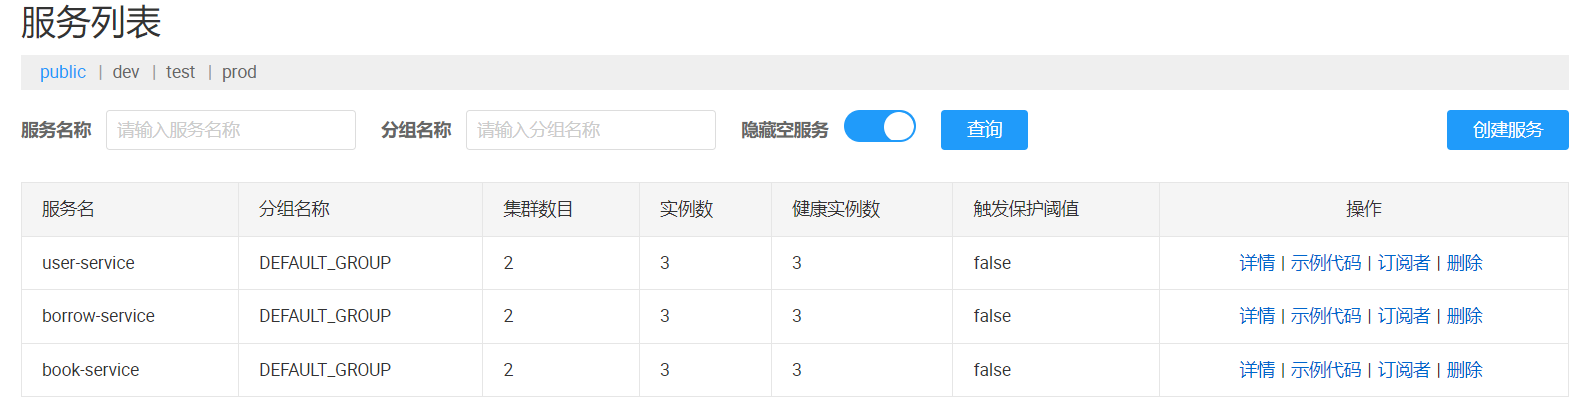 服务列表
public | dev | test | prod
服务名称 请输入服务名称 分组名称 请输入分组名称 隐藏空服务 查询 创建服务
服务名 分组名称 集群数目 实例数 健康实例数 触发保护阈值 操作
user-service DEFAULT_GROUP 2 3 3 false 详情 | 示例代码 | 订阅者 | 删除
borrow-service DEFAULT_GROUP 2 3 3 false 详情 | 示例代码 | 订阅者 | 删除
book-service DEFAULT_GROUP 2 3 3 false 详情 | 示例代码 | 订阅者 | 删除